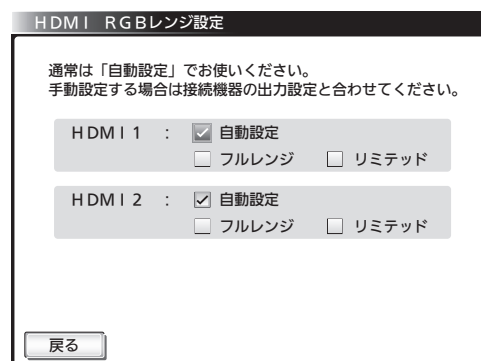 HDMI RGBレンジ設定
通常は「自動設定」でお使いください。
手動設定する場合は接続機器の出力設定と合わせてください。
HDMI1 : 自動設定
フルレンジ リミテッド
HDMI2 : 自動設定
フルレンジ リミテッド
戻る